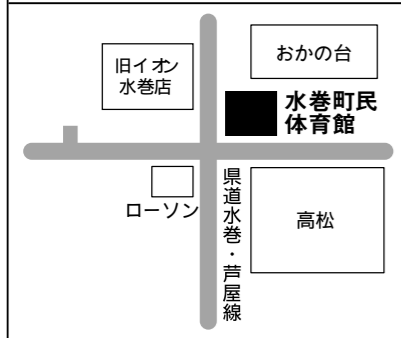 旧イオン
水巻店
おかの台
水巻町民
体育館
ローソン
県道水巻・芦屋線
高松